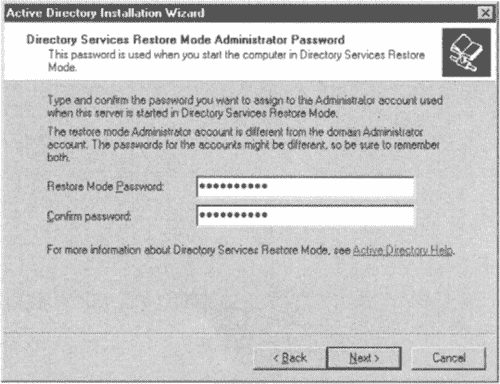 Active Directory Installation Wizard
Directory Services Restore Mode Administrator Password
This password is used when you start the computer in Directory Services Restore
Mode.
Type and confirm the password you want to assign to the Administrator account used
when this server is started in Directory Services Restore Mode.
The restore mode Administrator account is different from the domain Administrator
account. The passwords for the accounts might be different, so be sure to remember
both.
Restore Mode Password: ••••••••••
Confirm password: ••••••••••
For more information about Directory Services Restore Mode, see Active Directory Help.
< Back Next > Cancel